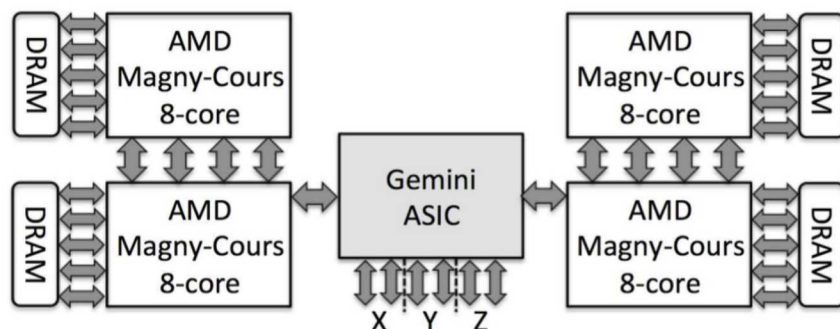 DRAM
AMD
Magny-Cours
8-core
AMD
Magny-Cours
8-core
DRAM
DRAM
AMD
Magny-Cours
8-core
Gemini
ASIC
AMD
Magny-Cours
8-core
DRAM
X Y Z